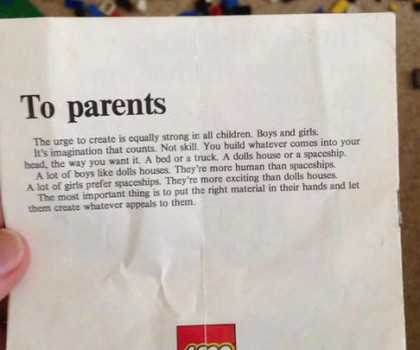 To parents
The urge to create is equally strong in all children. Boys and girls.
It's imagination that counts. Not skill. You build whatever comes into your
head, the way you want it. A bed or a truck. A dolls house or a spaceship.
A lot of boys like dolls houses. They're more human than spaceships.
A lot of girls prefer spaceships. They're more exciting than dolls houses.
The most important thing is to put the right material in their hands and let
them create whatever appeals to them.
LEGO